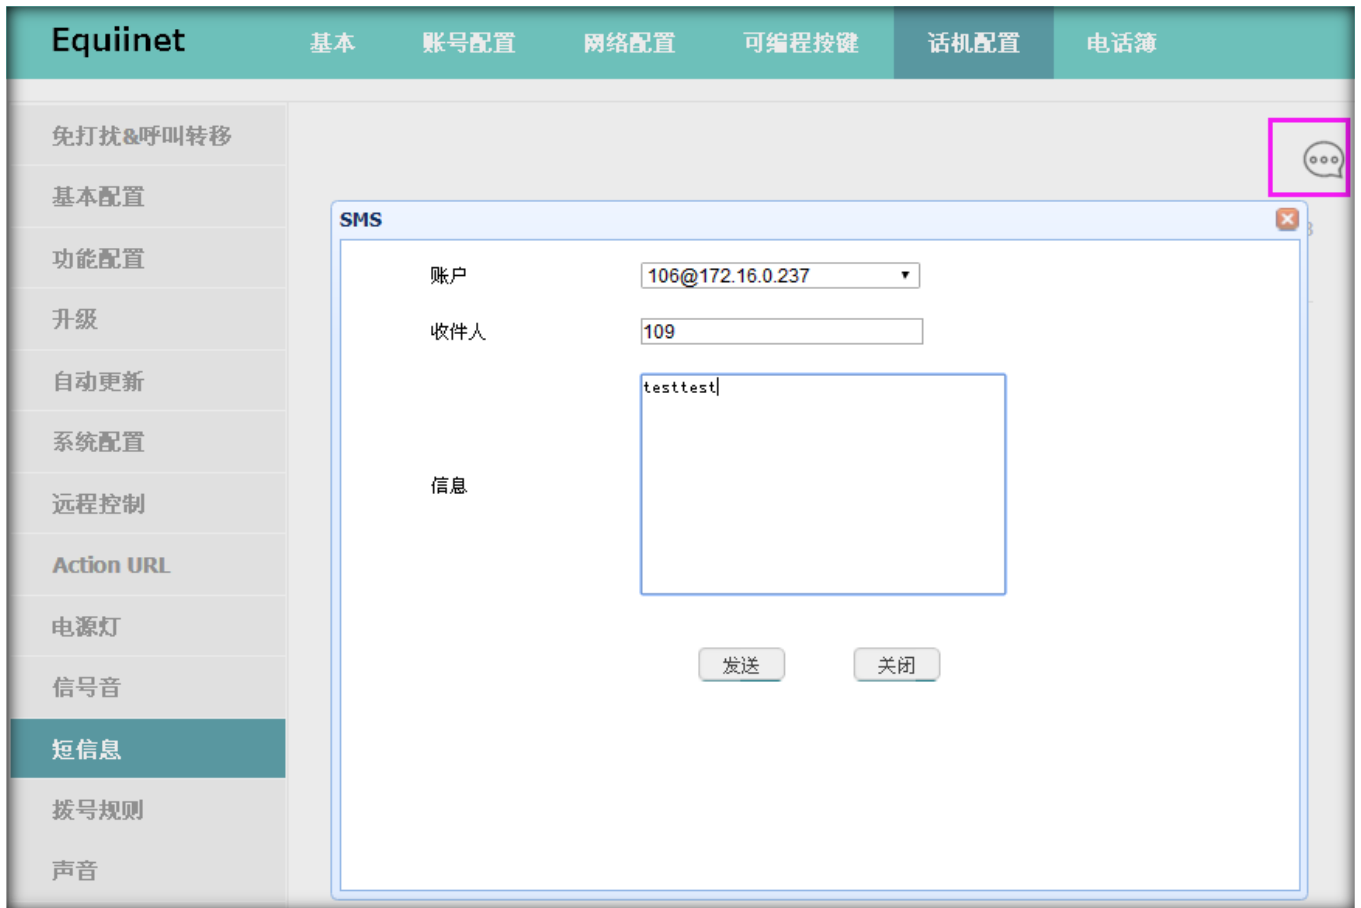 Equiinet
基本 账号配置 网络配置 可编程按键 话机配置 电话簿
免打扰&呼叫转移
基本配置
功能配置
升级
自动更新
系统配置
远程控制
Action URL
电源灯
信号音
短信息
拨号规则
声音
SMS
账户 106@172.16.0.237
收件人 109
信息 testtest
发送 关闭